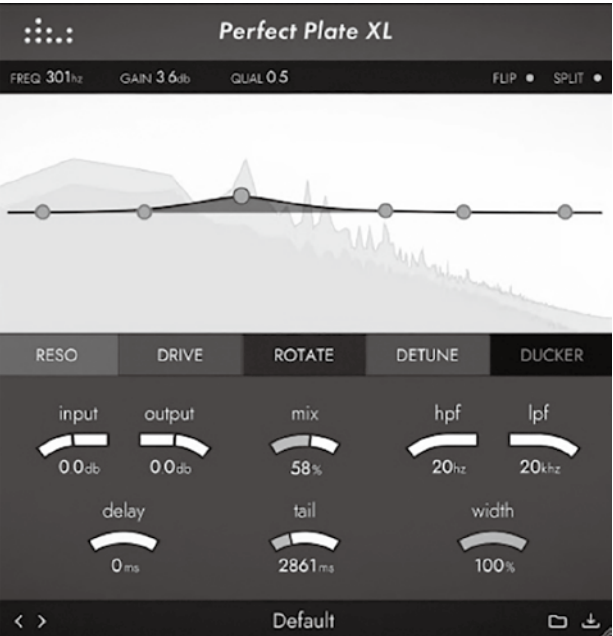 Perfect Plate XL
FREQ 301hz GAIN 3.6db QUAL 0.5 FLIP SPLIT
RESO DRIVE ROTATE DETUNE DUCKER
input output mix hpf lpf
0.0db 0.0db 58% 20hz 20khz
delay tail width
0ms 2861ms 100%
< > Default